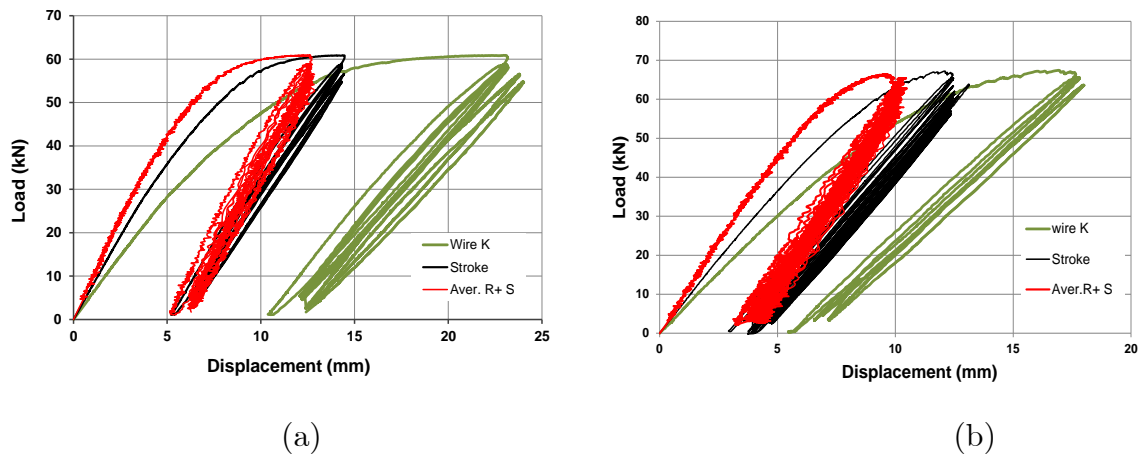 70
60
50
40
30
20
10
0
0 5 10 15 20 25
Load (kN)
Displacement (mm)
Wire K
Stroke
Aver. R+ S
(a)
80
70
60
50
40
30
20
10
0
0 5 10 15 20
Load (kN)
Displacement (mm)
wire K
Stroke
Aver.R+ S
(b)